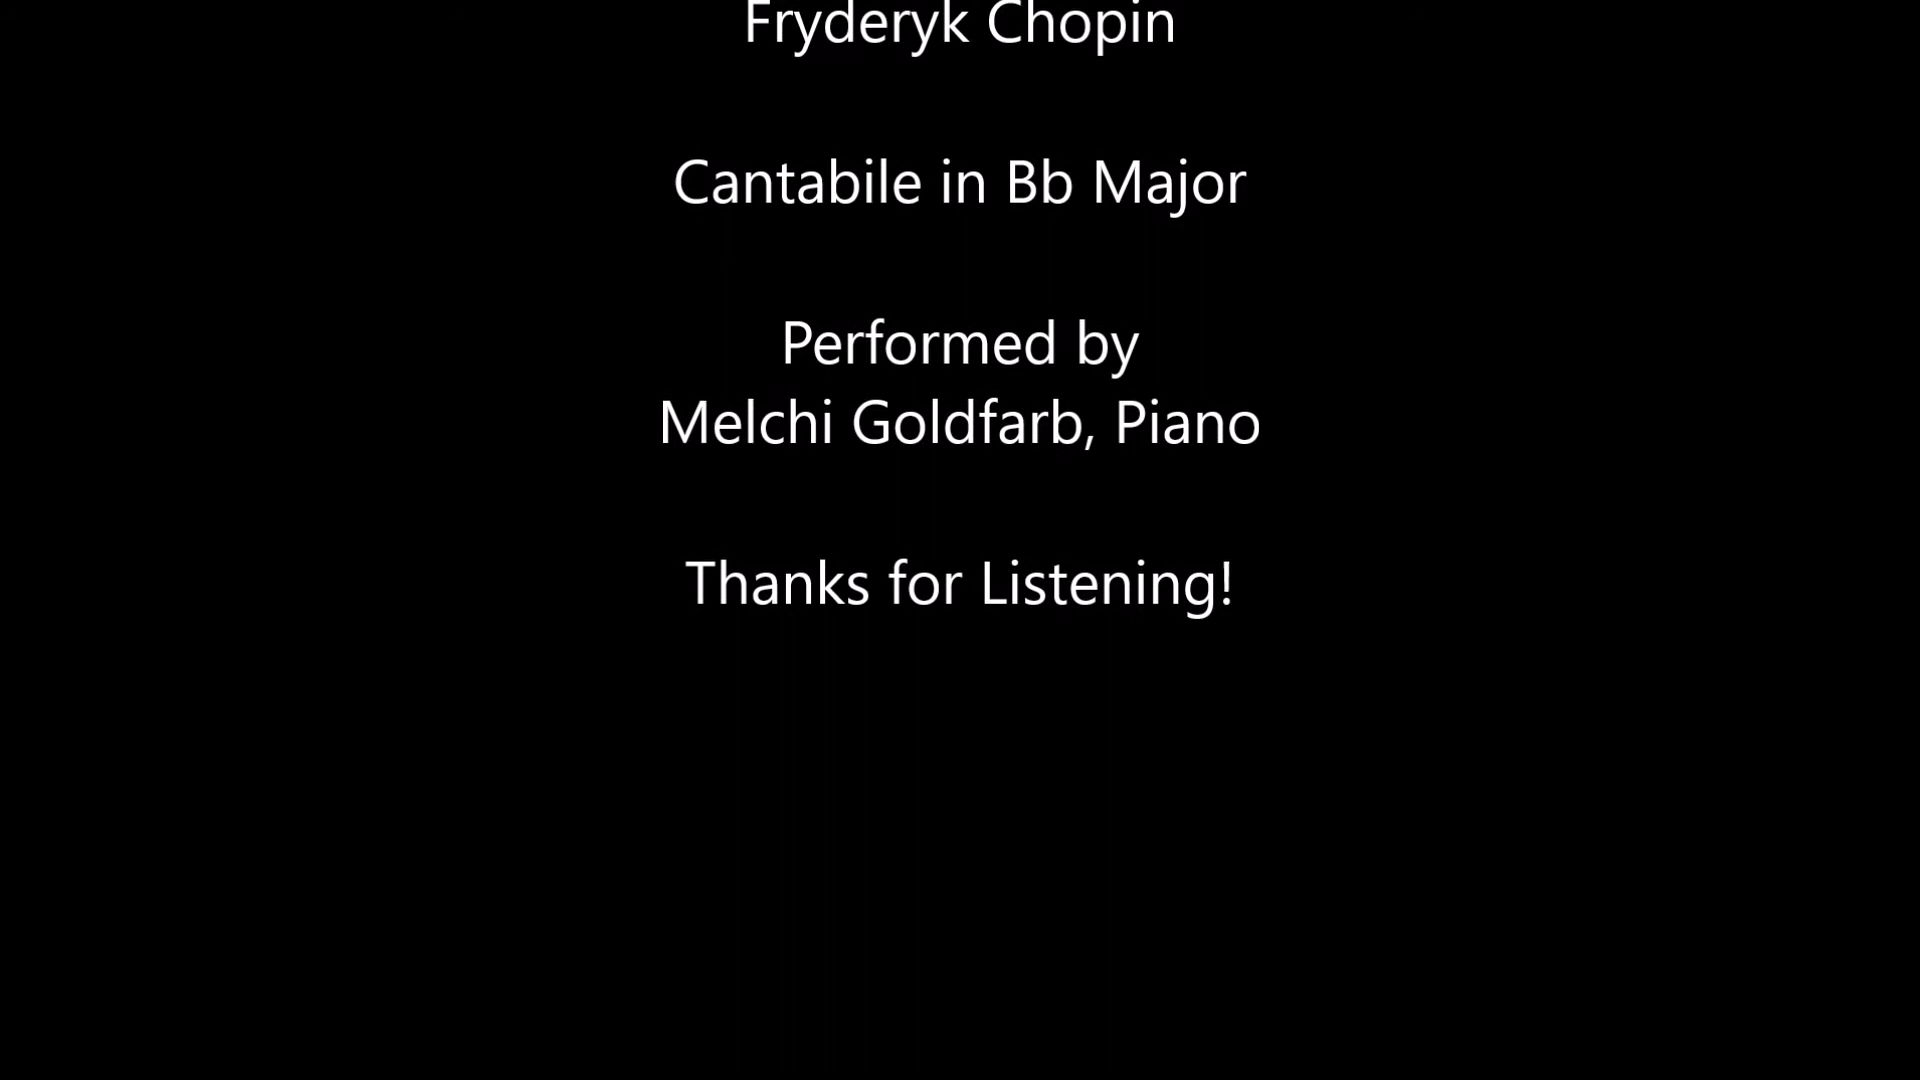 Fryderyk Chopin
Cantabile in Bb Major
Performed by
Melchi Goldfarb, Piano
Thanks for Listening!